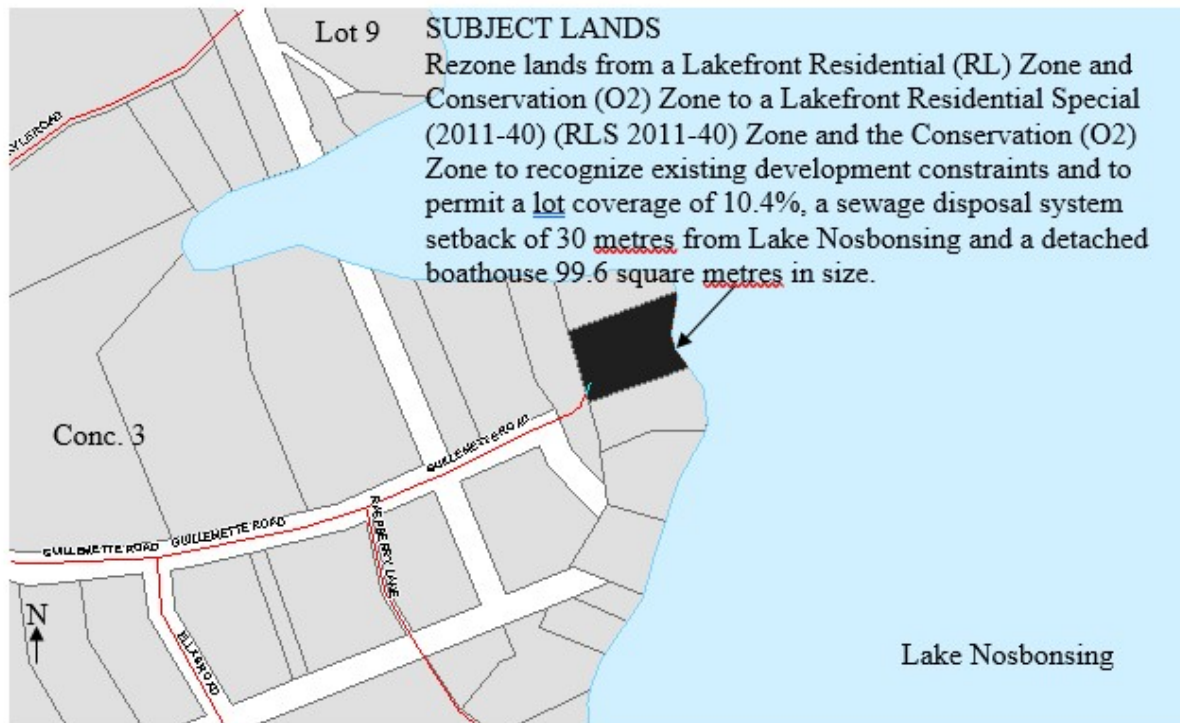 Lot 9
SUBJECT LANDS
Rezone lands from a Lakefront Residential (RL) Zone and
Conservation (O2) Zone to a Lakefront Residential Special
(2011-40) (RLS 2011-40) Zone and the Conservation (O2)
Zone to recognize existing development constraints and to
permit a lot coverage of 10.4%, a sewage disposal system
setback of 30 metres from Lake Nosbonsing and a detached
boathouse 99.6 square metres in size.
Conc. 3
GUILLEMETTE ROAD
GUILLEMETTE ROAD
GUILLEMETTE ROAD
RASPBERRY LANE
N
ROAD
Lake Nosbonsing